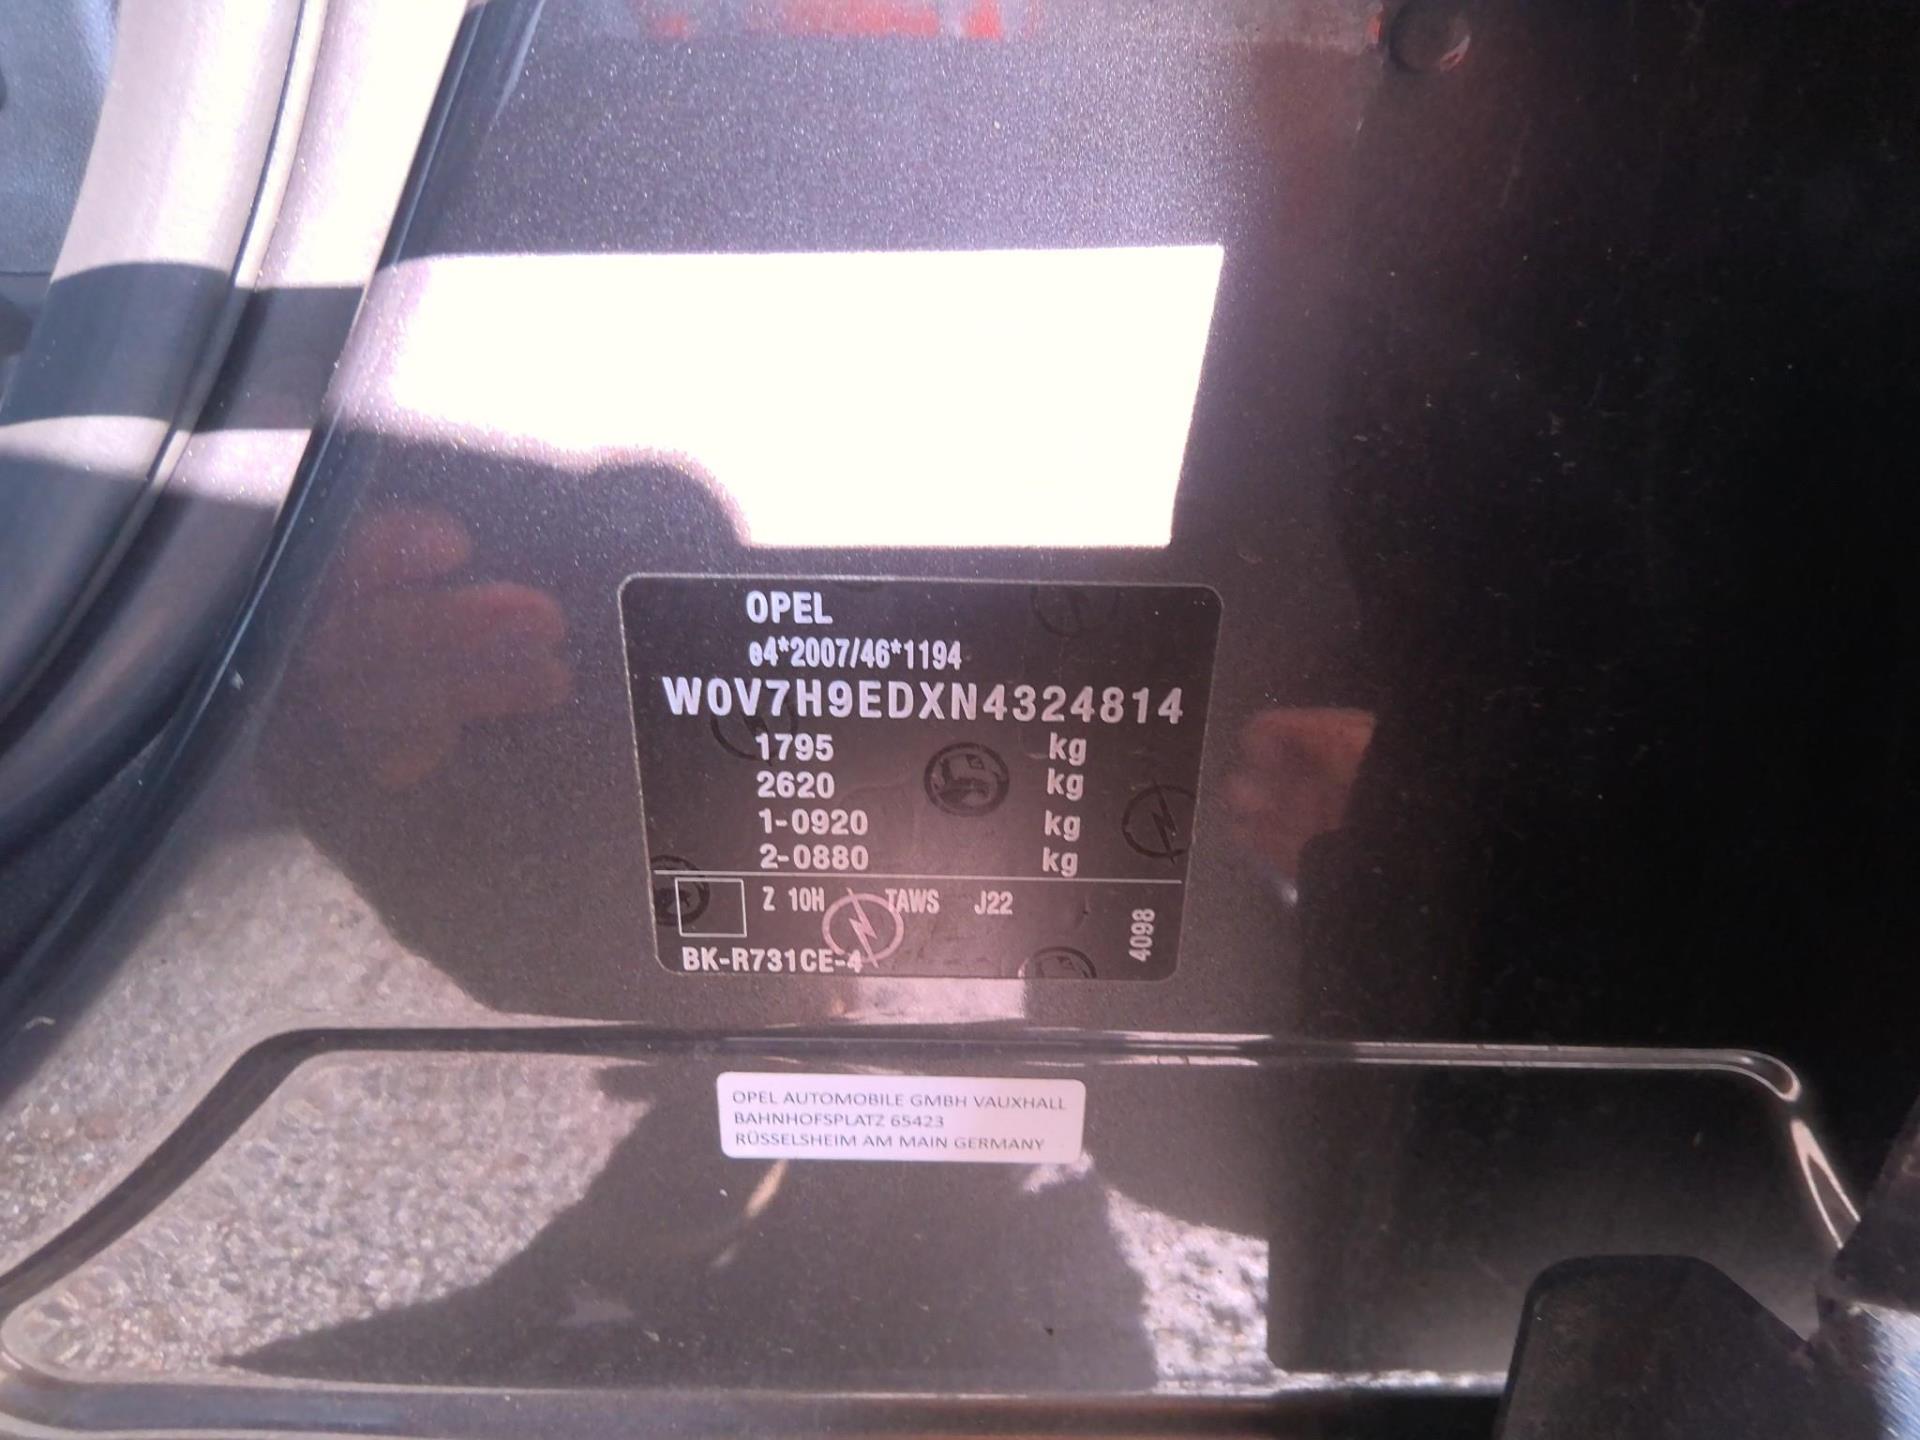 OPEL
e4*2007/46*1194
W0V7H9EDXN4324814
1795 kg
2620 kg
1-0920 kg
2-0880 kg
Z 10H TAWS J22
BK-R731CE-4
4098
OPEL AUTOMOBILE GMBH VAUXHALL
BAHNHOFSPLATZ 65423
RÜSSELSHEIM AM MAIN GERMANY